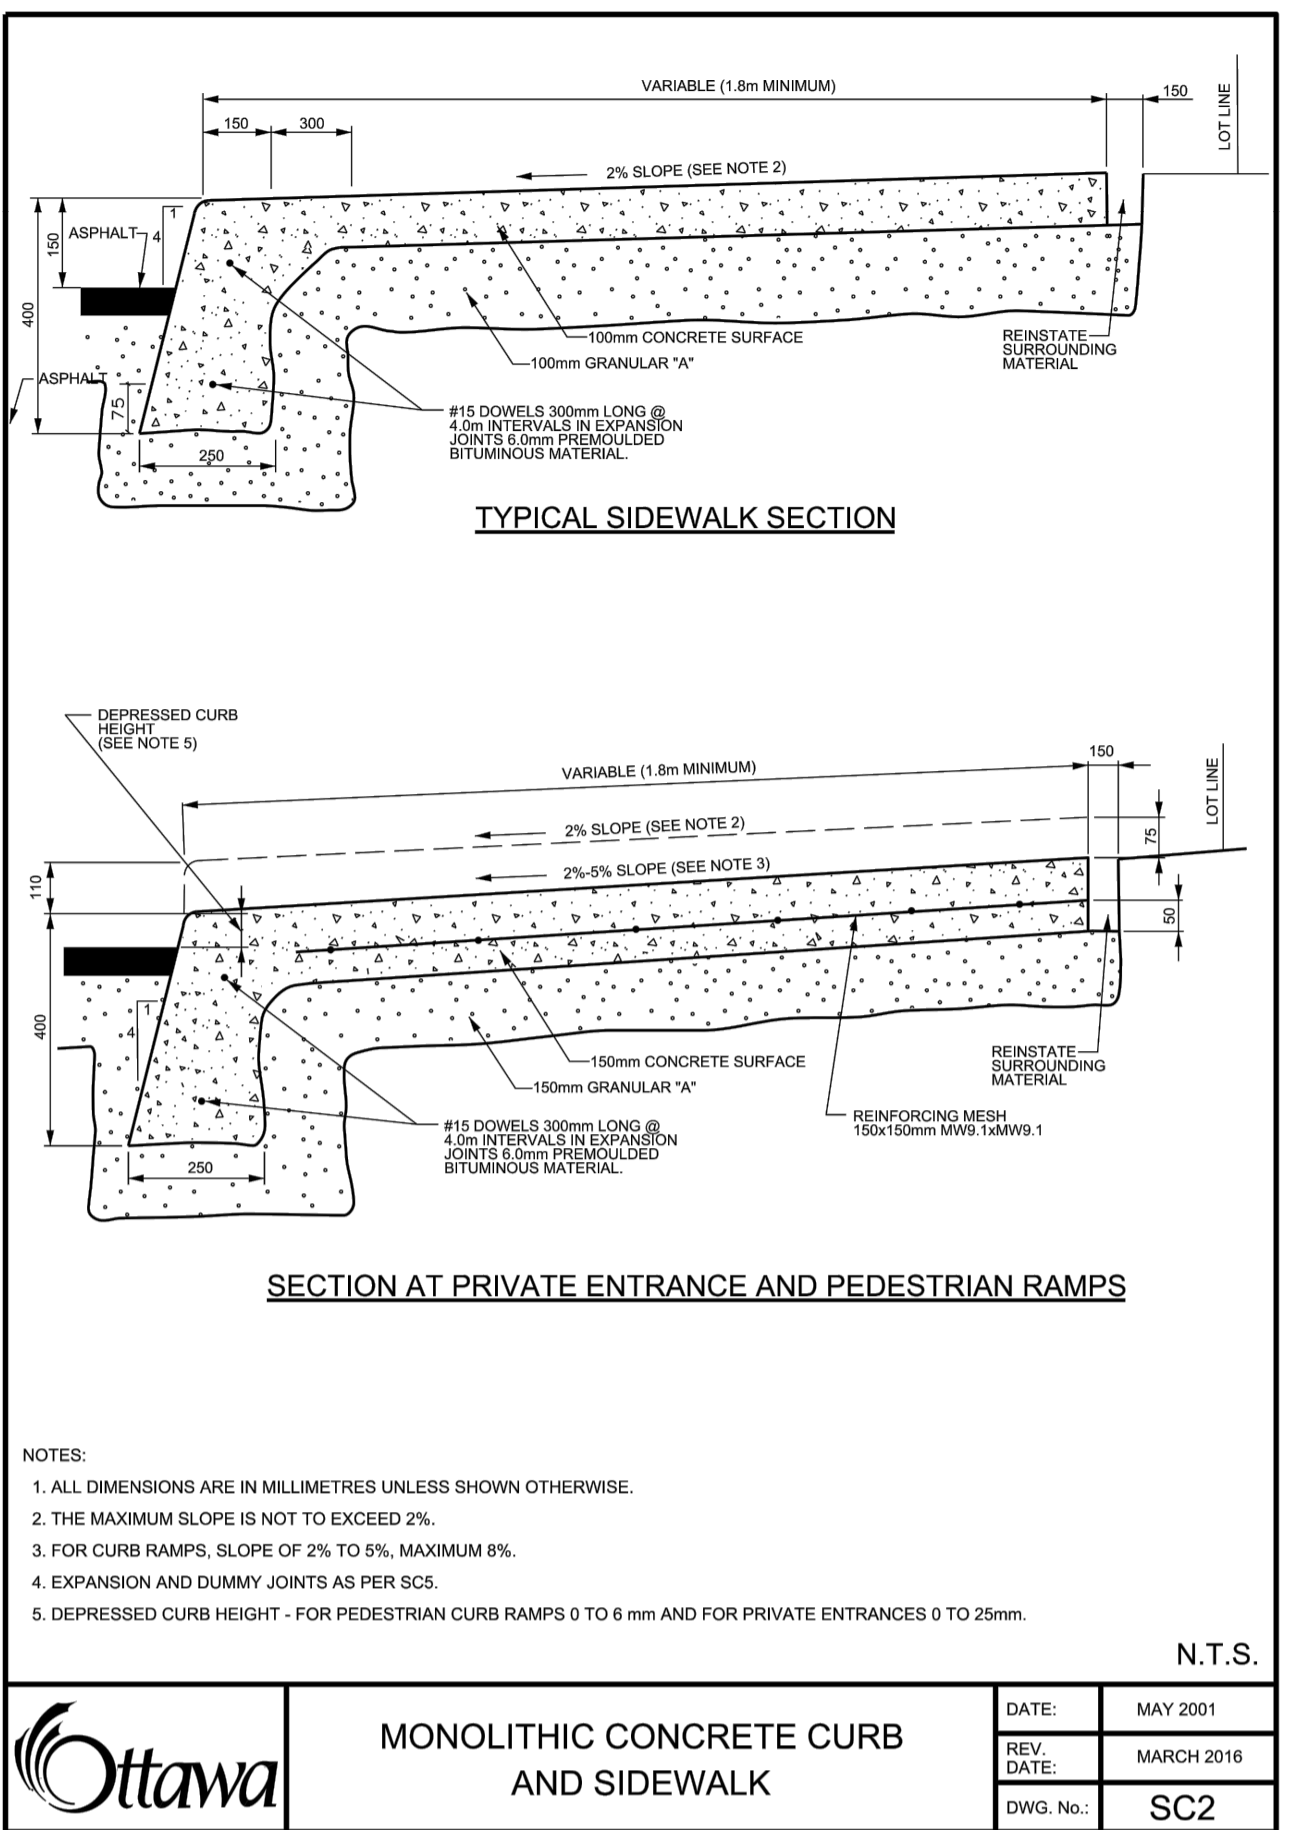 VARIABLE (1.8m MINIMUM)
150
LOT LINE
150
300
2% SLOPE (SEE NOTE 2)
1
4
ASPHALT
150
400
ASPHALT
75
250
100mm CONCRETE SURFACE
100mm GRANULAR "A"
REINSTATE
SURROUNDING
MATERIAL
#15 DOWELS 300mm LONG @
4.0m INTERVALS IN EXPANSION
JOINTS 6.0mm PREMOULDED
BITUMINOUS MATERIAL.
TYPICAL SIDEWALK SECTION
DEPRESSED CURB
HEIGHT
(SEE NOTE 5)
VARIABLE (1.8m MINIMUM)
150
LOT LINE
2% SLOPE (SEE NOTE 2)
75
2%-5% SLOPE (SEE NOTE 3)
110
50
400
1
4
150mm CONCRETE SURFACE
150mm GRANULAR "A"
REINSTATE
SURROUNDING
MATERIAL
REINFORCING MESH
150x150mm MW9.1xMW9.1
#15 DOWELS 300mm LONG @
4.0m INTERVALS IN EXPANSION
JOINTS 6.0mm PREMOULDED
BITUMINOUS MATERIAL.
250
SECTION AT PRIVATE ENTRANCE AND PEDESTRIAN RAMPS
NOTES:
1. ALL DIMENSIONS ARE IN MILLIMETRES UNLESS SHOWN OTHERWISE.
2. THE MAXIMUM SLOPE IS NOT TO EXCEED 2%.
3. FOR CURB RAMPS, SLOPE OF 2% TO 5%, MAXIMUM 8%.
4. EXPANSION AND DUMMY JOINTS AS PER SC5.
5. DEPRESSED CURB HEIGHT - FOR PEDESTRIAN CURB RAMPS 0 TO 6 mm AND FOR PRIVATE ENTRANCES 0 TO 25mm.
N.T.S.
Ottawa
MONOLITHIC CONCRETE CURB
AND SIDEWALK
DATE: MAY 2001
REV.
DATE: MARCH 2016
DWG. No.: SC2